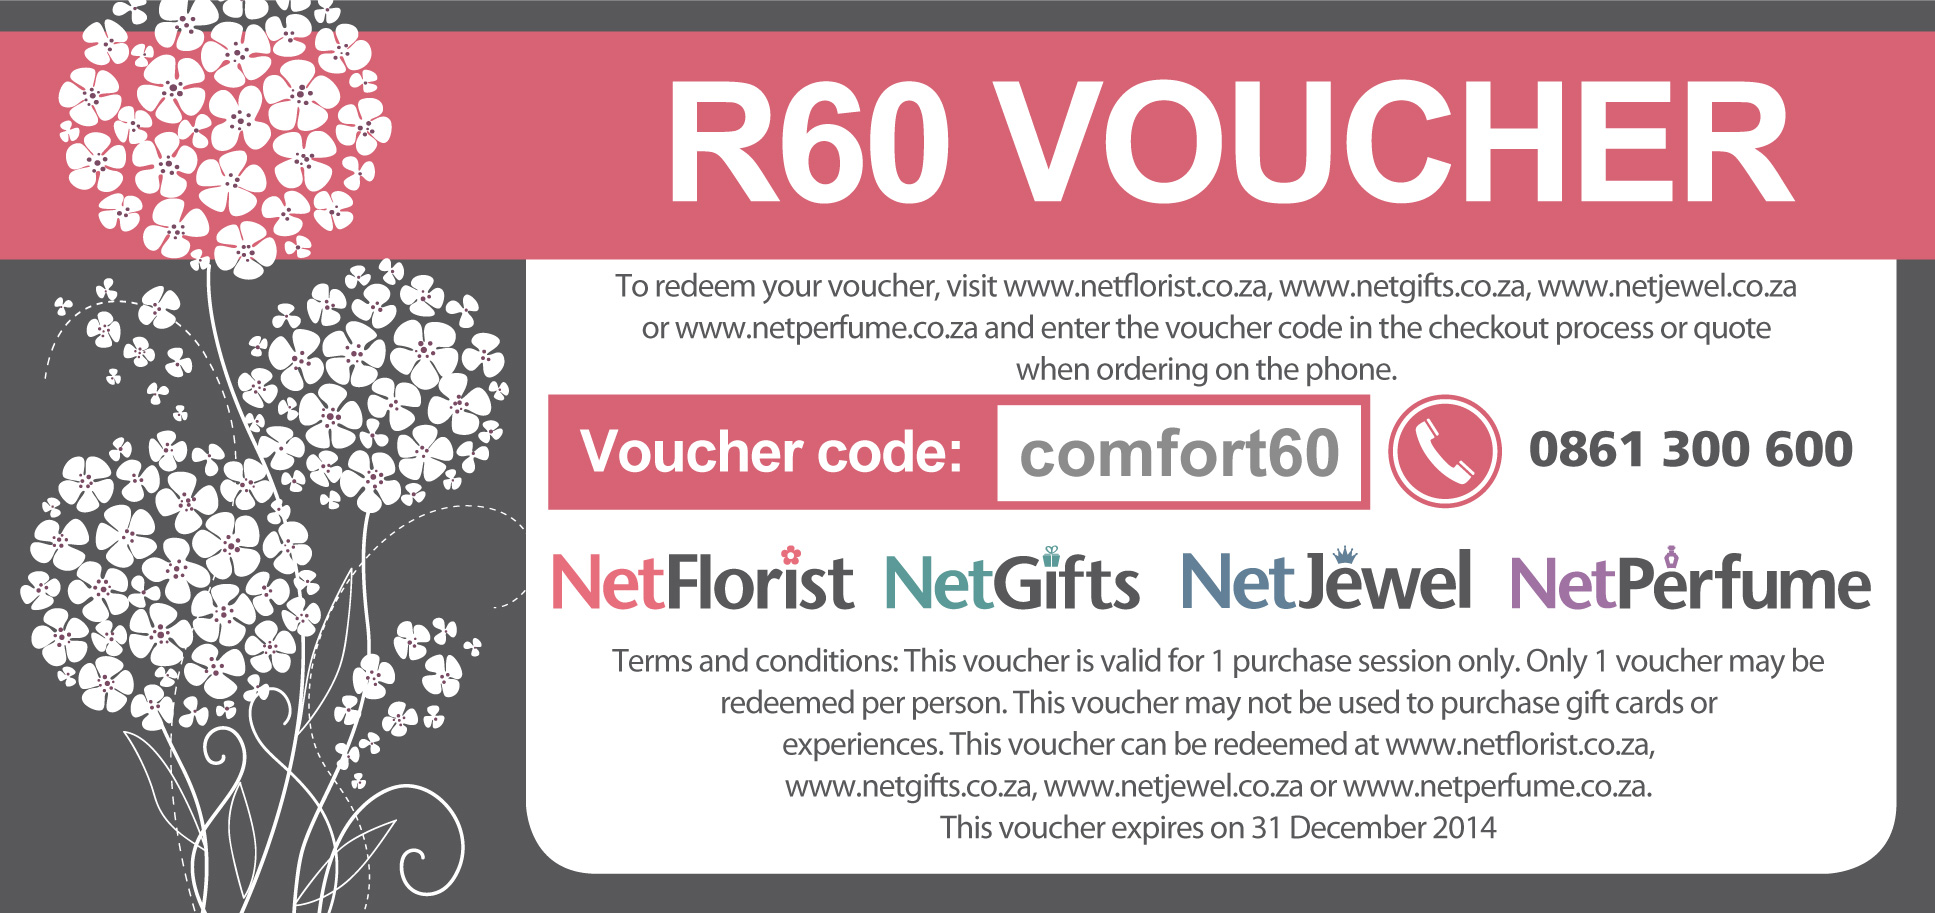 R60 VOUCHER
To redeem your voucher, visit www.netflorist.co.za, www.netgifts.co.za, www.netjewel.co.za
or www.netperfume.co.za and enter the voucher code in the checkout process or quote
when ordering on the phone.
Voucher code: comfort60 0861 300 600
NetFlorist NetGifts NetJewel NetPerfume
Terms and conditions: This voucher is valid for 1 purchase session only. Only 1 voucher may be
redeemed per person. This voucher may not be used to purchase gift cards or
experiences. This voucher can be redeemed at www.netflorist.co.za,
www.netgifts.co.za, www.netjewel.co.za or www.netperfume.co.za.
This voucher expires on 31 December 2014